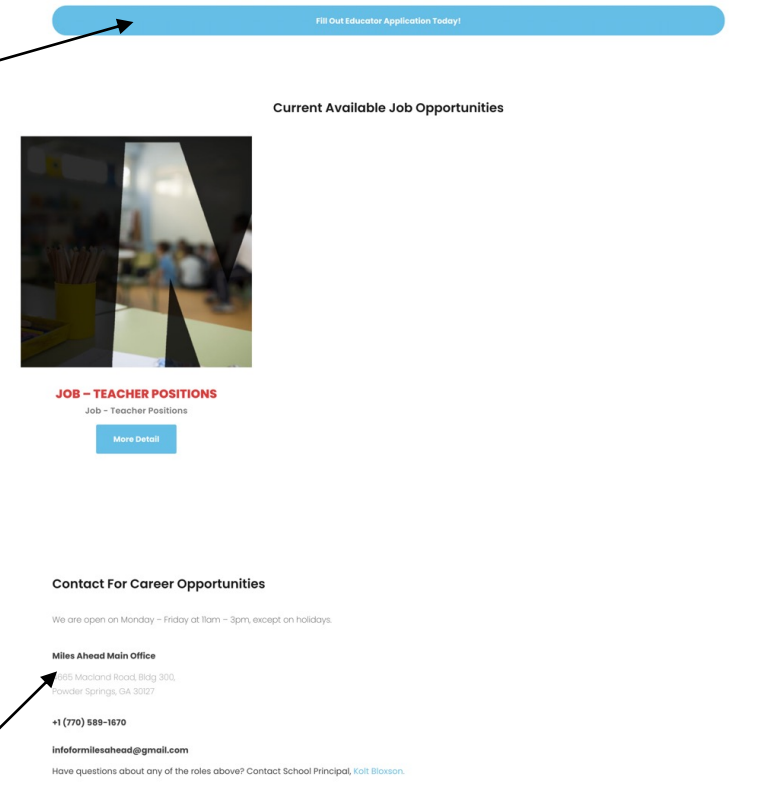 Fill Out Educator Application Today!
Current Available Job Opportunities
JOB – TEACHER POSITIONS
Job - Teacher Positions
More Detail
Contact For Career Opportunities
We are open on Monday – Friday at 11am – 3pm, except on holidays.
Miles Ahead Main Office
Macland Road, Bldg 300,
Powder Springs, GA 30127
+1 (770) 589-1670
infoformilesahead@gmail.com
Have questions about any of the roles above? Contact School Principal, Kolt Bloxson.